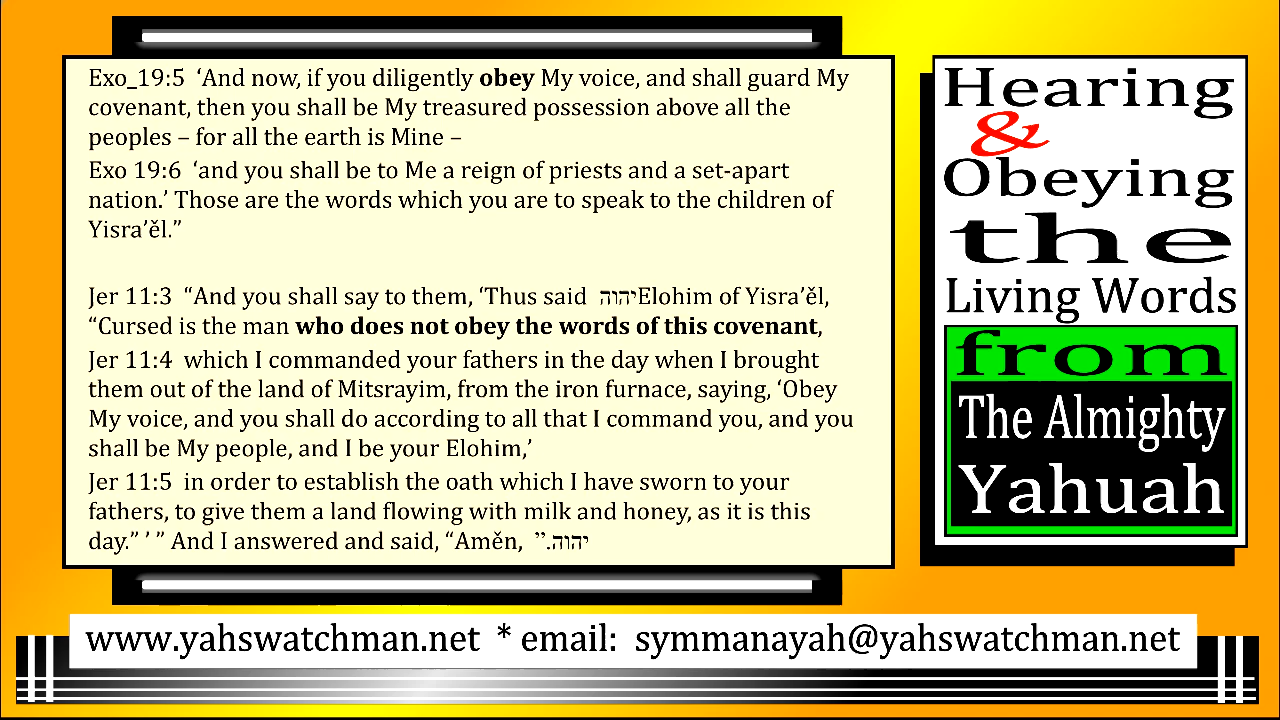 Exo_19:5 ‘And now, if you diligently obey My voice, and shall guard My
covenant, then you shall be My treasured possession above all the
peoples – for all the earth is Mine –
Exo 19:6 ‘and you shall be to Me a reign of priests and a set-apart
nation.’ Those are the words which you are to speak to the children of
Yisra’ěl.”
Jer 11:3 “And you shall say to them, ‘Thus said יהוהElohim of Yisra’ěl,
“Cursed is the man who does not obey the words of this covenant,
Jer 11:4 which I commanded your fathers in the day when I brought
them out of the land of Mitsrayim, from the iron furnace, saying, ‘Obey
My voice, and you shall do according to all that I command you, and you
shall be My people, and I be your Elohim,’
Jer 11:5 in order to establish the oath which I have sworn to your
fathers, to give them a land flowing with milk and honey, as it is this
day.” ’ ” And I answered and said, “Aměn, יהוה.”
Hearing
&
Obeying
the
Living Words
from
The Almighty
Yahuah
www.yahswatchman.net * email: symmanayah@yahswatchman.net